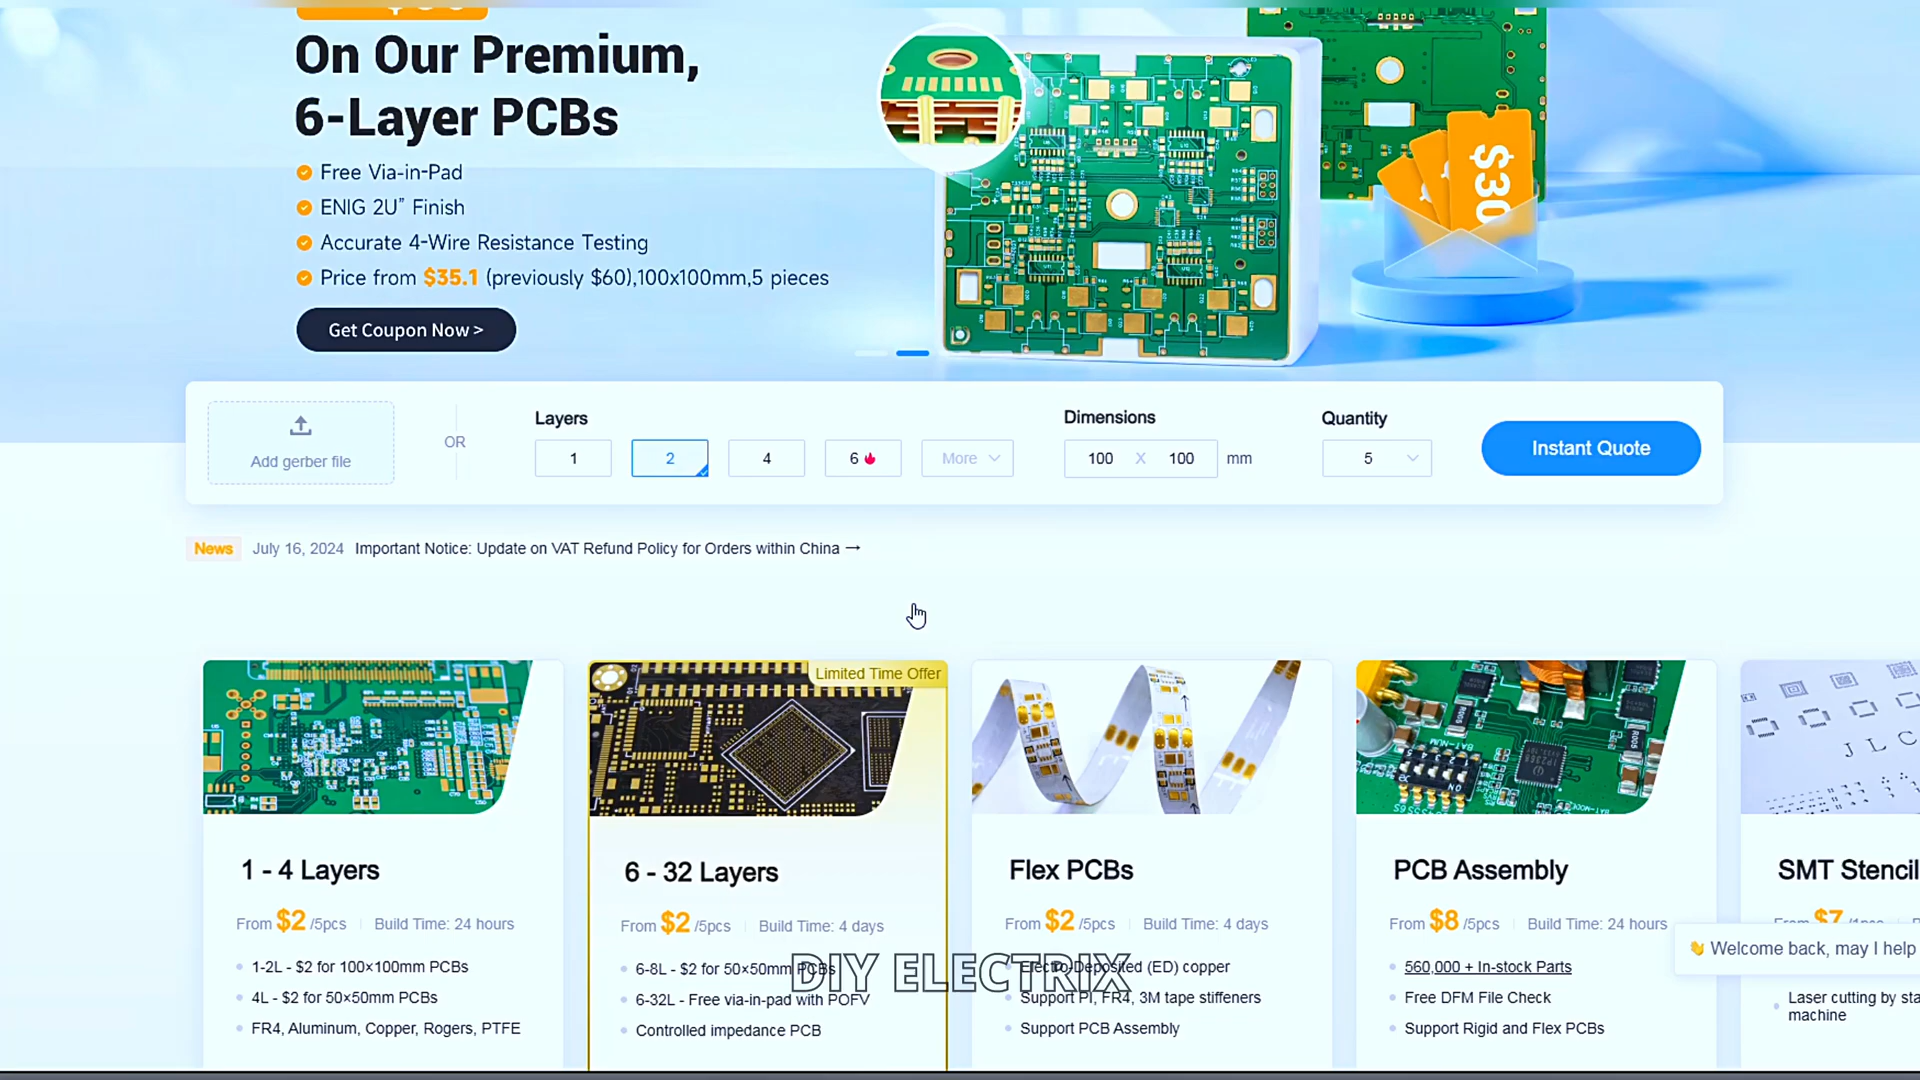 On Our Premium,
6-Layer PCBs
Free Via-in-Pad
ENIG 2U" Finish
Accurate 4-Wire Resistance Testing
Price from $35.1 (previously $60),100x100mm,5 pieces
Get Coupon Now >
$30
Add gerber file
OR
Layers
1
2
4
6
More
Dimensions
100 X 100 mm
Quantity
5
Instant Quote
News July 16, 2024 Important Notice: Update on VAT Refund Policy for Orders within China →
Limited Time Offer
1 - 4 Layers
From $2 /5pcs Build Time: 24 hours
1-2L - $2 for 100×100mm PCBs
4L - $2 for 50×50mm PCBs
FR4, Aluminum, Copper, Rogers, PTFE
6 - 32 Layers
From $2 /5pcs Build Time: 4 days
6-8L - $2 for 50×50mm PCBs
6-32L - Free via-in-pad with POFV
Controlled impedance PCB
Flex PCBs
From $2 /5pcs Build Time: 4 days
Electro-Deposited (ED) copper
Support PI, FR4, 3M tape stiffeners
Support PCB Assembly
PCB Assembly
From $8 /5pcs Build Time: 24 hours
560,000 + In-stock Parts
Free DFM File Check
Support Rigid and Flex PCBs
J L C
SMT Stencil
From $7 /1pcs
Laser cutting by sta
machine
Welcome back, may I help
DIY ELECTRIX